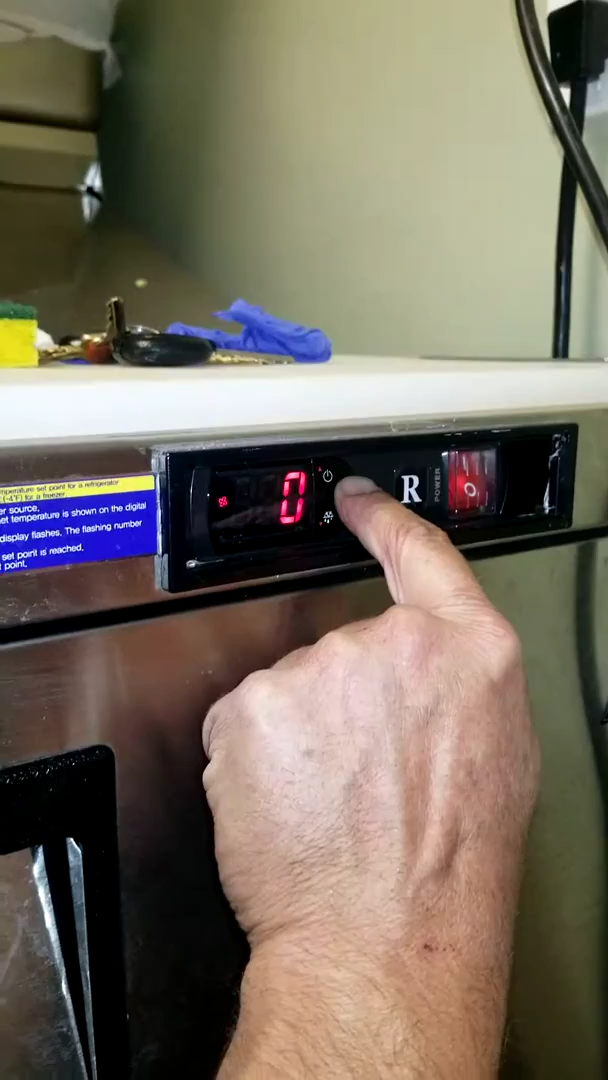 temperature set point for a refrigerator
(-4°F) for a freezer.
er source.
et temperature is shown on the digital
display flashes. The flashing number
set point is reached.
point.
0
R
POWER